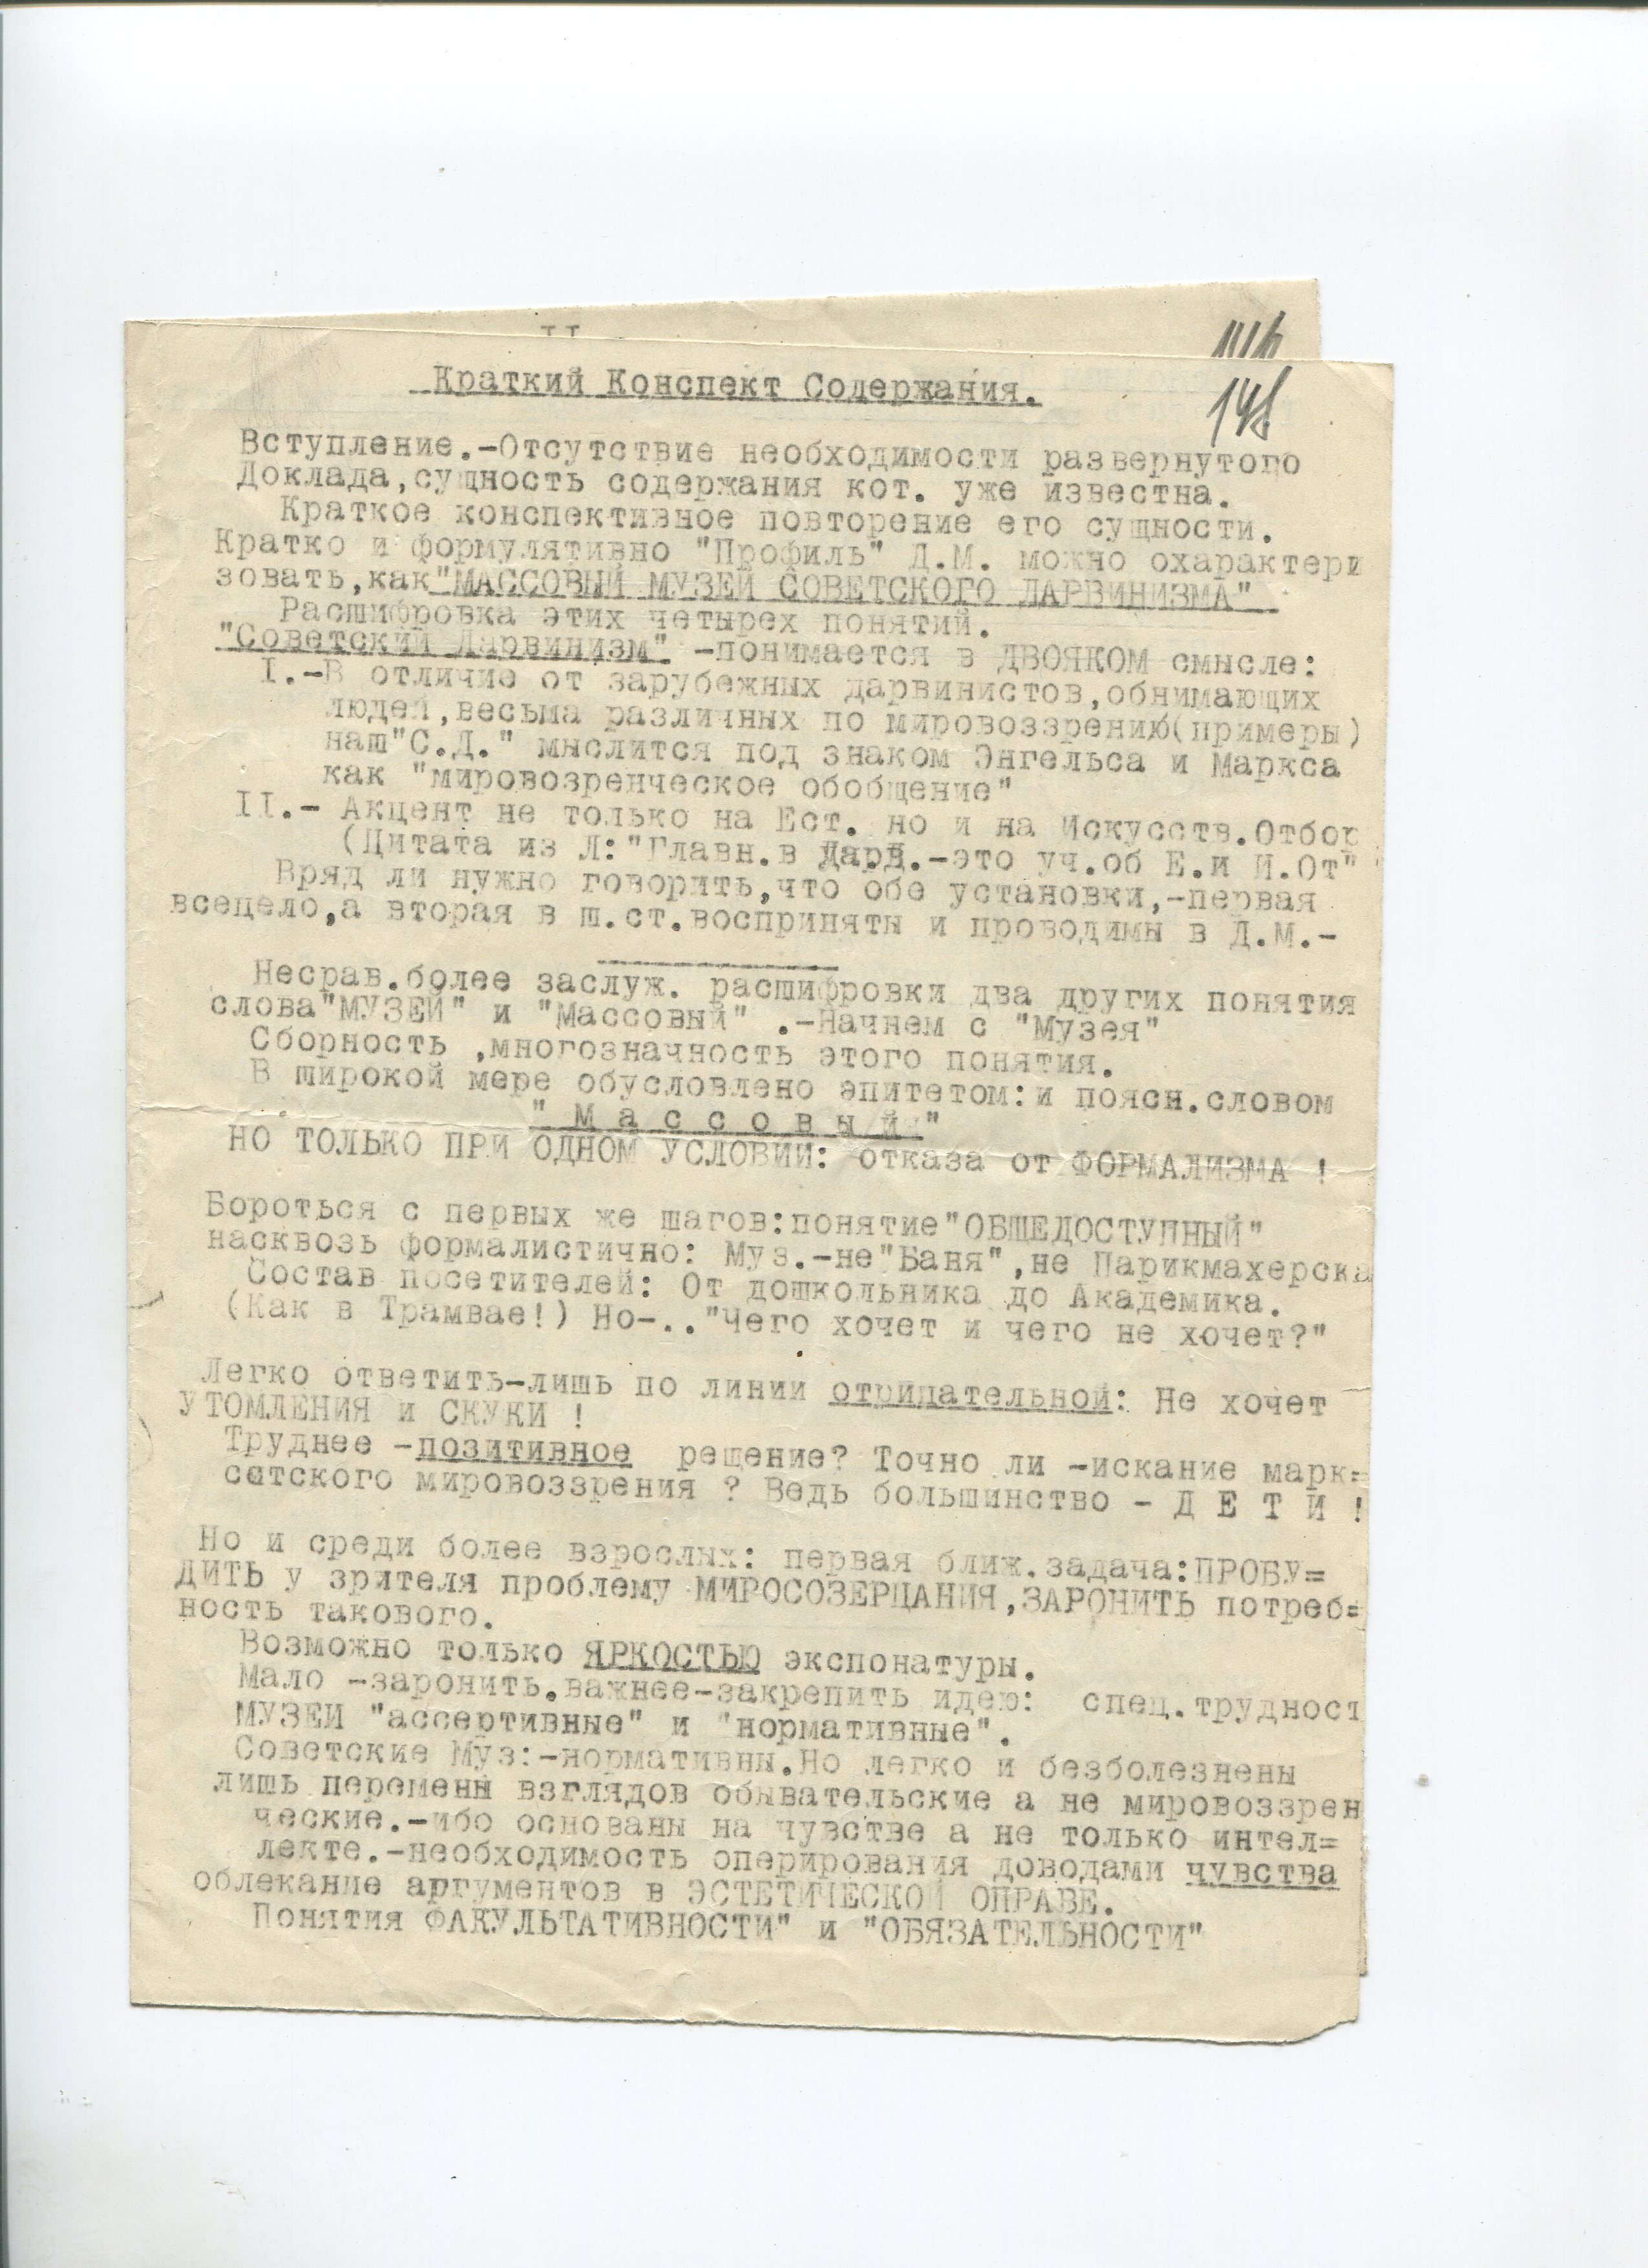 II
148
Краткий Конспект Содержания.
Вступление.-Отсутствие необходимости развернутого
Доклада,сущность содержания кот. уже известна.
Краткое конспективное повторение его сущности.
Кратко и формулятивно "Профиль" Д.М. можно охарактери
зовать,как"МАССОВЫЙ МУЗЕЙ СОВЕТСКОГО ДАРВИНИЗМА".
Расшифровка этих четырех понятий.
"Советский Дарвинизм" -понимается в ДВОЯКОМ смысле:
I.-В отличие от зарубежных дарвинистов,обнимающих
людей,весьма различных по мировоззрению(примеры)
наш"С.Д." мыслится под знаком Энгельса и Маркса
как "мировозренческое обобщение"
II.- Акцент не только на Ест. но и на Искусств.Отбор
(Цитата из Л:"Главн.в Дарв.-это уч.об Е.и И.От"
Вряд ли нужно говорить,что обе установки,-первая
всецело,а вторая в ш.ст.восприняты и проводимы в Д.М.-
Несрав.более заслуж. расшифровки два других понятия
слова"МУЗЕЙ" и "Массовый" .-Начнем с "Музея"
Сборность ,многозначность этого понятия.
В широкой мере обусловлено эпитетом:и поясн.словом
" М а с с о в ы й "
НО ТОЛЬКО ПРИ ОДНОМ УСЛОВИИ: отказа от ФОРМАЛИЗМА !
Бороться с первых же шагов:понятие"ОБЩЕДОСТУПНЫЙ"
насквозь формалистично: Муз.-не"Баня",не Парикмахерска
Состав посетителей: От дошкольника до Академика.
(Как в Трамвае!) Но-.."Чего хочет и чего не хочет?"
Легко ответить-лишь по линии отрицательной: Не хочет
УТОМЛЕНИЯ и СКУКИ !
Труднее -позитивное решение? Точно ли -искание марк=
систского мировоззрения ? Ведь большинство - Д Е Т И !
Но и среди более взрослых: первая ближ.задача:ПРОБУ=
ДИТЬ у зрителя проблему МИРОСОЗЕРЦАНИЯ,ЗАРОНИТЬ потреб=
ность такового.
Возможно только ЯРКОСТЬЮ экспонатуры.
Мало -заронить.важнее-закрепить идею: спец.трудност
МУЗЕИ "ассертивные" и "нормативные".
Советские Муз:-нормативны.Но легко и безболезнены
лишь перемены взглядов обывательские а не мировоззрен
ческие.-ибо основаны на чувстве а не только интел=
лекте.-необходимость оперирования доводами чувства
облекание аргументов в ЭСТЕТИЧЕСКОЙ ОПРАВЕ.
Понятия ФАКУЛЬТАТИВНОСТИ" и "ОБЯЗАТЕЛЬНОСТИ"